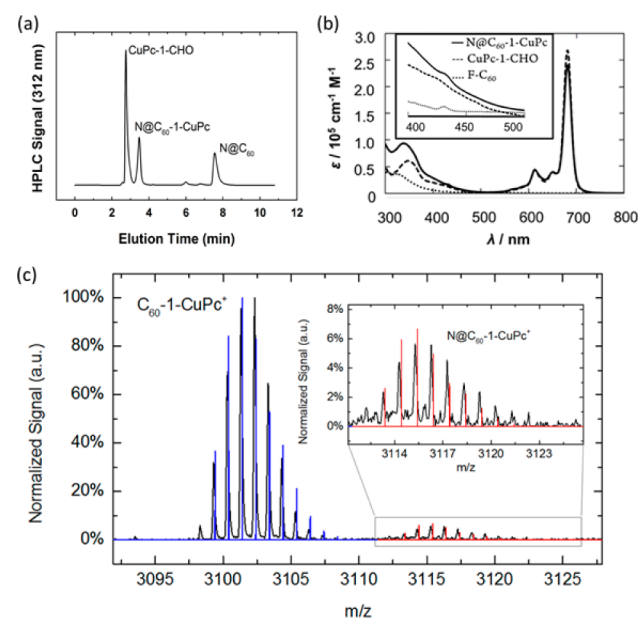 (a)
HPLC Signal (312 nm)
CuPc-1-CHO
N@C60-1-CuPc
N@C60
0 2 4 6 8 10 12
Elution Time (min)
(b)
ε / 10⁵ cm⁻¹ M⁻¹
3.0
2.5
2.0
1.5
1.0
0.5
0
N@C60-1-CuPc
CuPc-1-CHO
F-C60
400 450 500
300 400 500 600 700 800
λ / nm
(c)
Normalized Signal (a.u.)
100%
80%
60%
40%
20%
0%
C60-1-CuPc⁺
3095 3100 3105 3110 3115 3120 3125
m/z
Normalized Signal (a.u.)
8%
6%
4%
2%
0%
N@C60-1-CuPc⁺
3114 3117 3120 3123
m/z